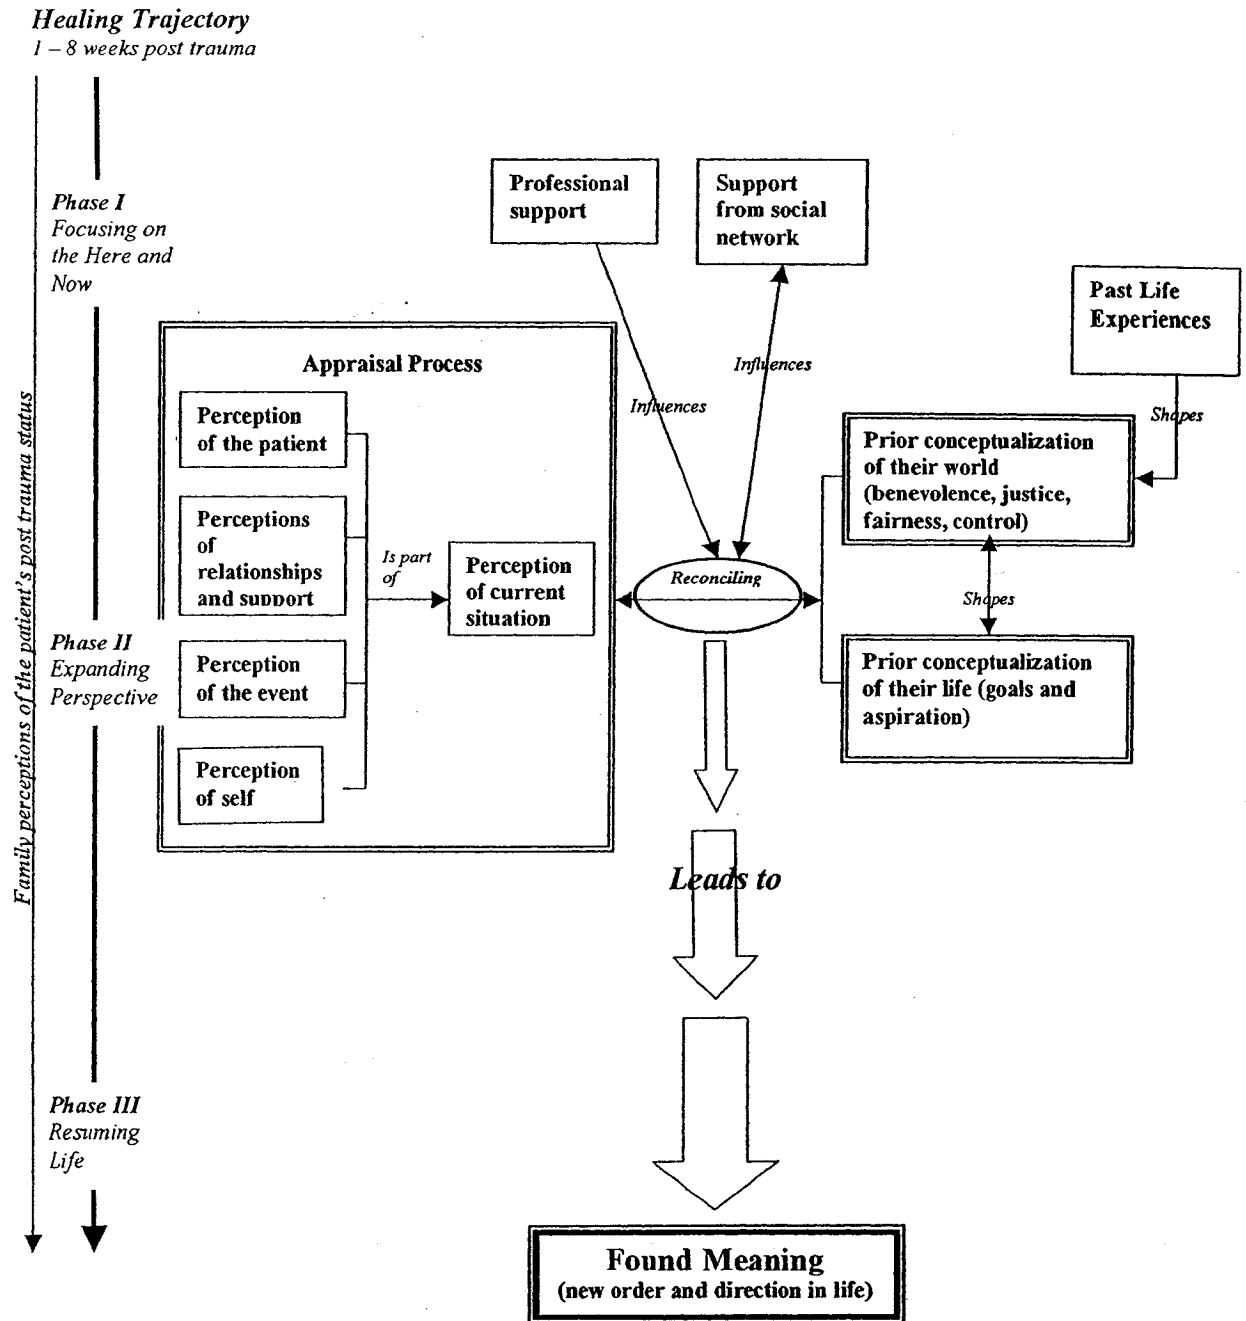 Healing Trajectory
1 – 8 weeks post trauma
Family perceptions of the patient's post trauma status
Phase I
Focusing on
the Here and
Now
Professional
support
Support
from social
network
Past Life
Experiences
Influences
Influences
Shapes
Appraisal Process
Perception
of the patient
Perceptions
of
relationships
and support
Perception
of the event
Perception
of self
Is part
of
Perception
of current
situation
Reconciling
Prior conceptualization
of their world
(benevolence, justice,
fairness, control)
Shapes
Prior conceptualization
of their life (goals and
aspiration)
Phase II
Expanding
Perspective
Leads to
Phase III
Resuming
Life
Found Meaning
(new order and direction in life)